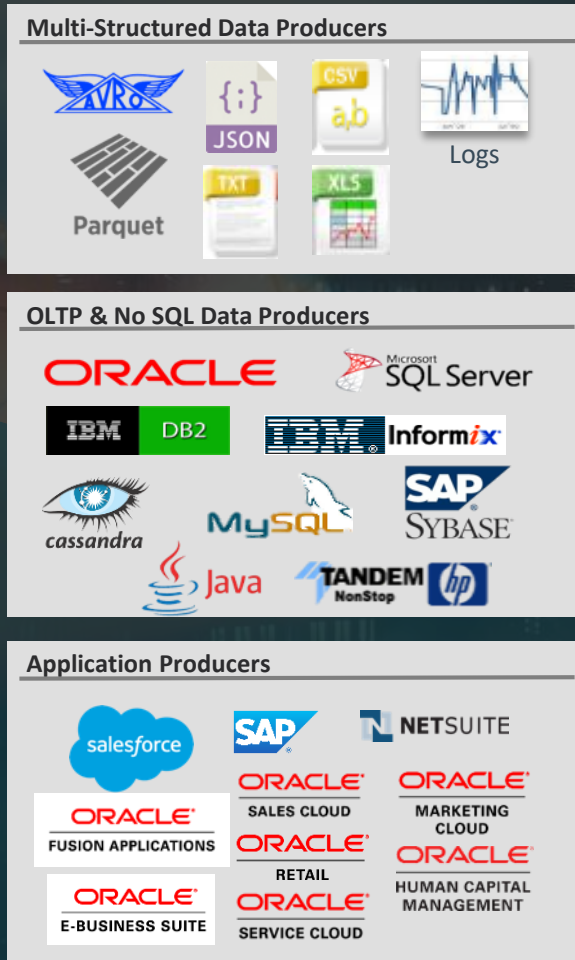 Multi-Structured Data Producers
AVRO
{;}
JSON
CSV
a,b
Logs
Parquet
TXT
XLS
OLTP & No SQL Data Producers
ORACLE
Microsoft
SQL Server
IBM DB2
IBM® Informix
cassandra
MySQL
SAP
SYBASE
Java
TANDEM
NonStop
hp
Application Producers
salesforce
SAP®
NETSUITE
N
ORACLE®
FUSION APPLICATIONS
ORACLE®
SALES CLOUD
ORACLE®
MARKETING
CLOUD
ORACLE®
RETAIL
ORACLE®
HUMAN CAPITAL
MANAGEMENT
ORACLE®
E-BUSINESS SUITE
ORACLE®
SERVICE CLOUD